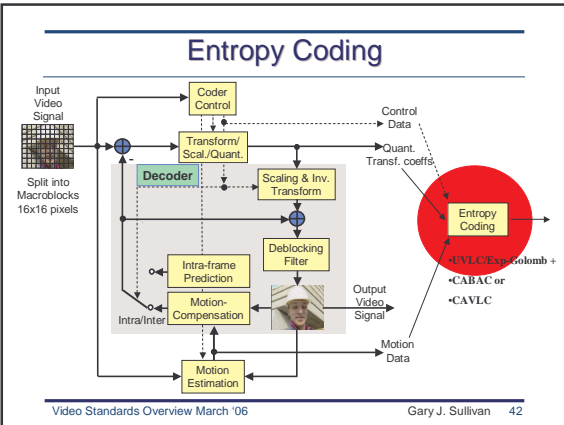 Entropy Coding
Input
Video
Signal
Split into
Macroblocks
16x16 pixels
Coder
Control
Control
Data
Transform/
Scal./Quant.
-
Quant.
Transf. coeffs
Decoder
Scaling & Inv.
Transform
Entropy
Coding
Deblocking
Filter
•UVLC/Exp-Golomb +
•CABAC or
•CAVLC
Intra-frame
Prediction
Motion-
Compensation
Intra/Inter
Output
Video
Signal
Motion
Data
Motion
Estimation
Video Standards Overview March '06
Gary J. Sullivan 42